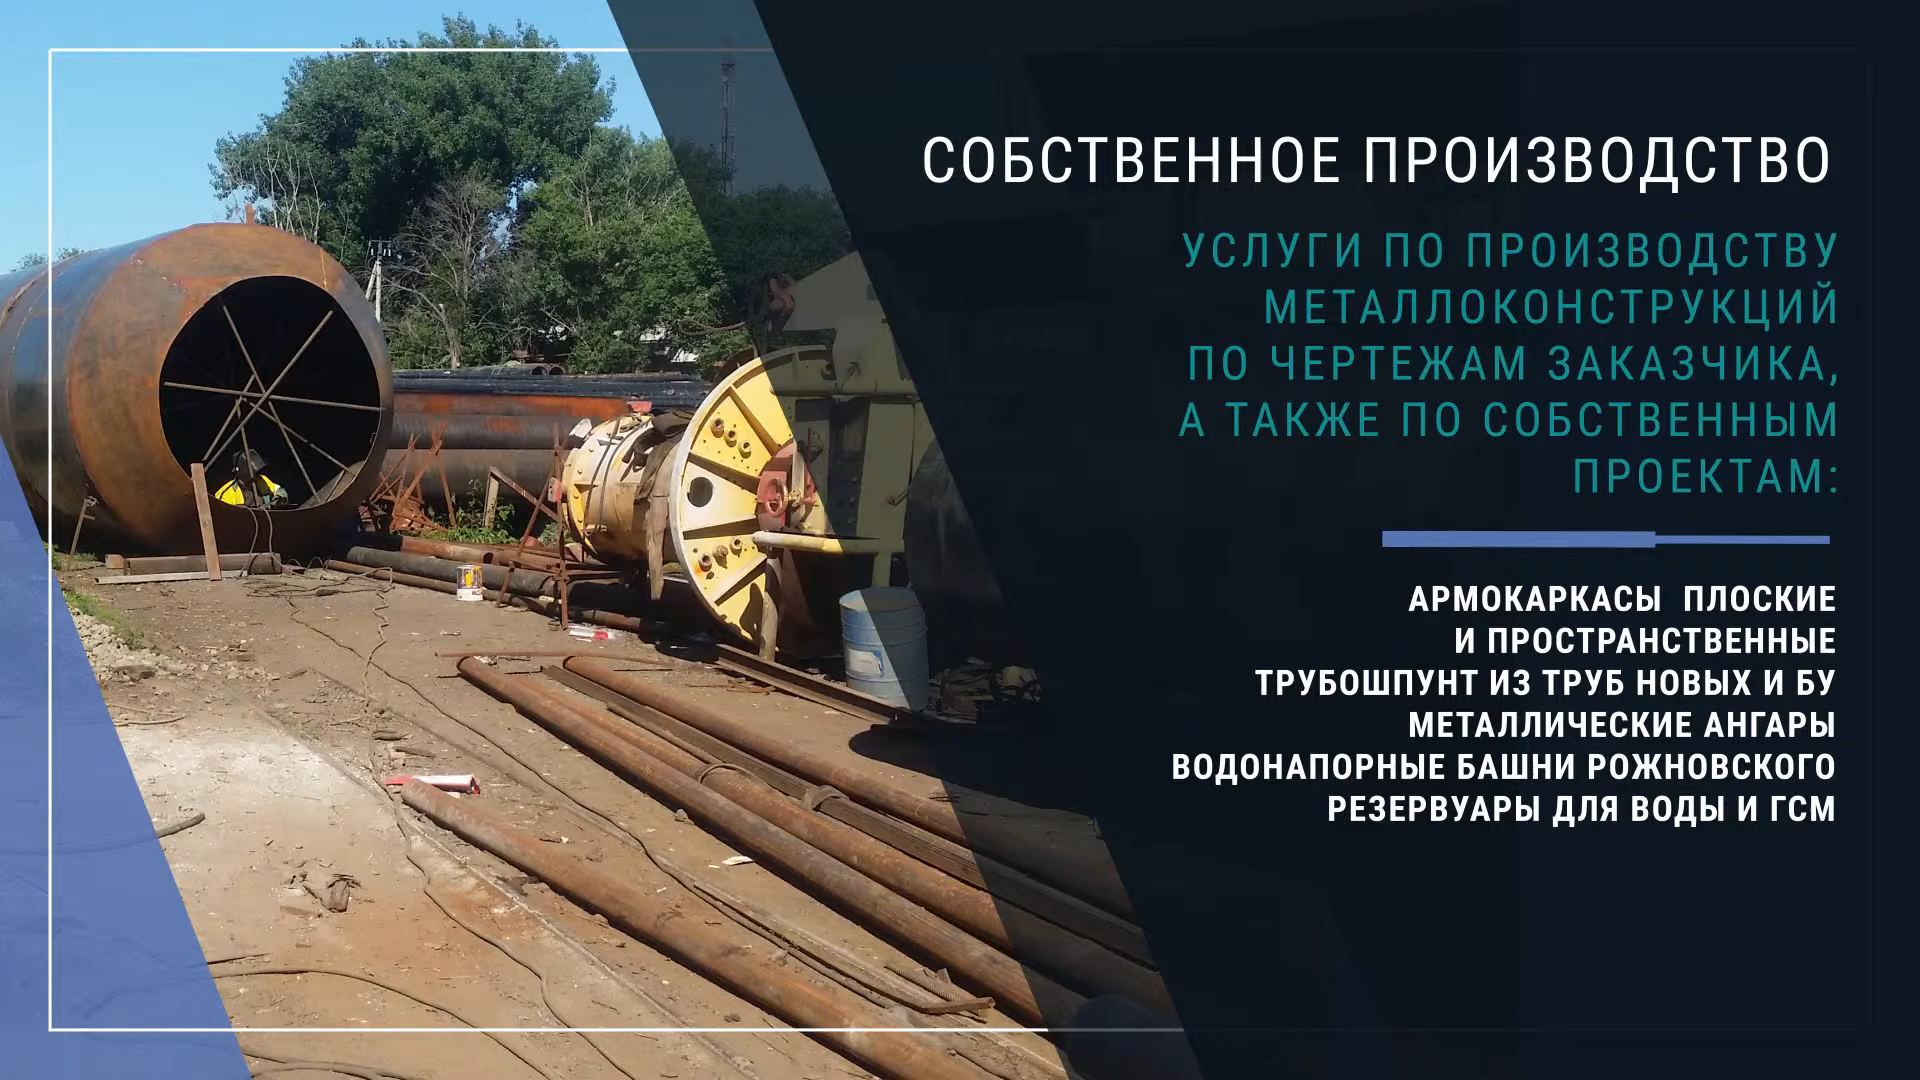 СОБСТВЕННОЕ ПРОИЗВОДСТВО
УСЛУГИ ПО ПРОИЗВОДСТВУ
МЕТАЛЛОКОНСТРУКЦИЙ
ПО ЧЕРТЕЖАМ ЗАКАЗЧИКА,
А ТАКЖЕ ПО СОБСТВЕННЫМ
ПРОЕКТАМ:
АРМОКАРКАСЫ ПЛОСКИЕ
И ПРОСТРАНСТВЕННЫЕ
ТРУБОШПУНТ ИЗ ТРУБ НОВЫХ И БУ
МЕТАЛЛИЧЕСКИЕ АНГАРЫ
ВОДОНАПОРНЫЕ БАШНИ РОЖНОВСКОГО
РЕЗЕРВУАРЫ ДЛЯ ВОДЫ И ГСМ